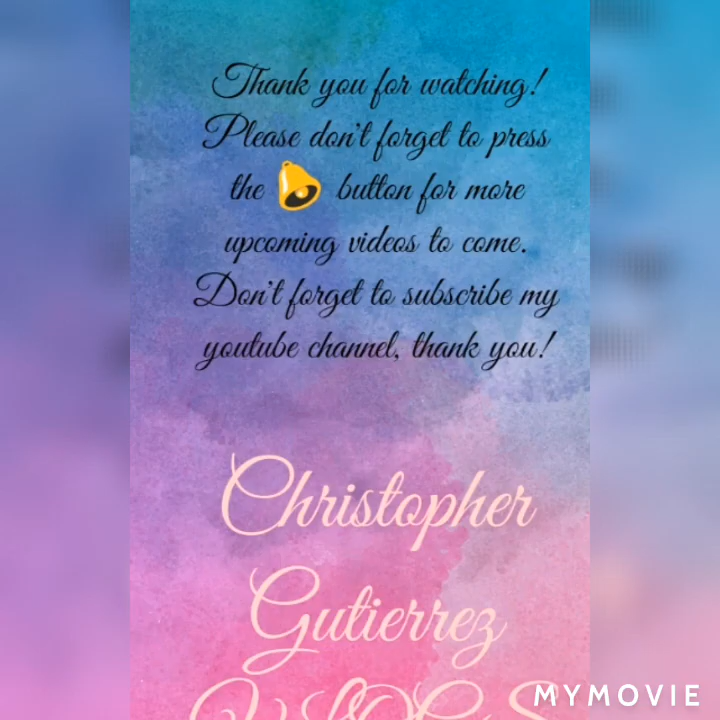 Thank you for watching!
Please don't forget to press
the 🔔 button for more
upcoming videos to come.
Don't forget to subscribe my
youtube channel, thank you!
Christopher
Gutierrez
MYMOVIE